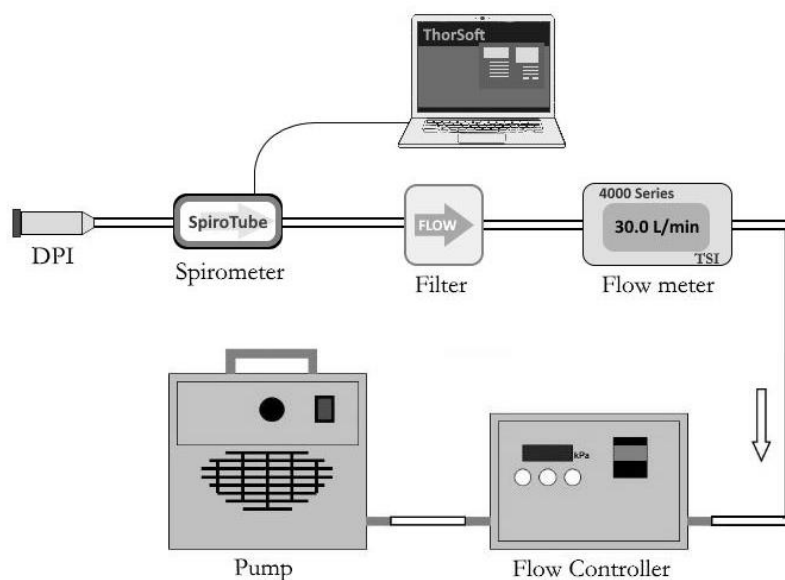 ThorSoft
DPI
SpiroTube
Spirometer
FLOW
Filter
4000 Series
30.0 L/min
TSI
Flow meter
Pump
kPa
Flow Controller